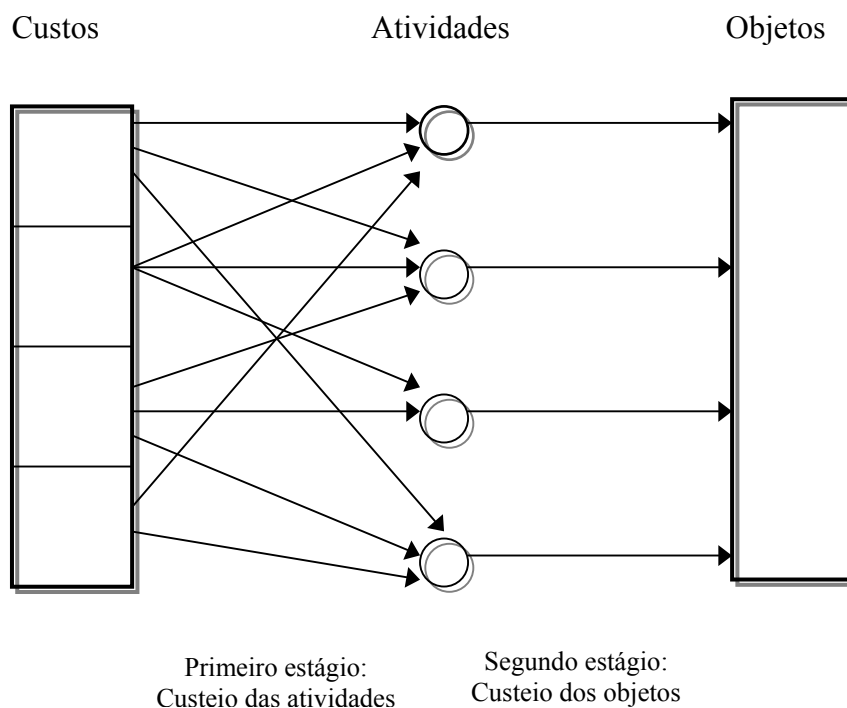 Custos
Atividades
Objetos
Primeiro estágio:
Custeio das atividades
Segundo estágio:
Custeio dos objetos